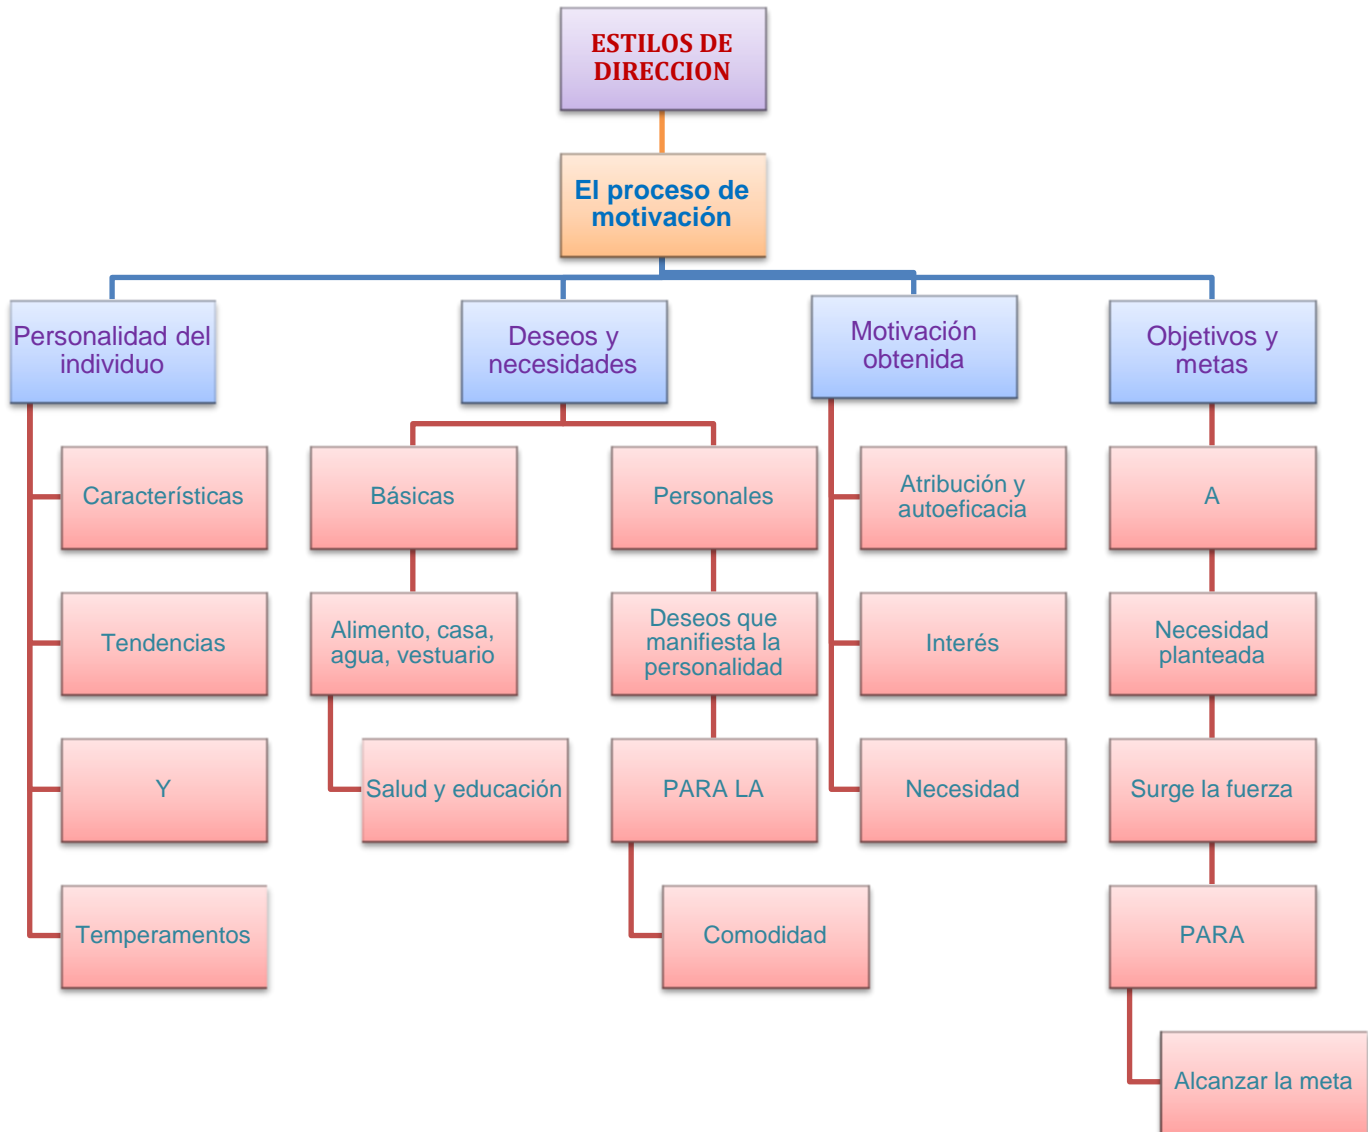 ESTILOS DE
DIRECCION
El proceso de
motivación
Personalidad del
individuo
Deseos y
necesidades
Motivación
obtenida
Objetivos y
metas
Características
Básicas
Personales
Atribución y
autoeficacia
A
Tendencias
Alimento, casa,
agua, vestuario
Deseos que
manifiesta la
personalidad
Interés
Necesidad
planteada
Y
Salud y educación
PARA LA
Necesidad
Surge la fuerza
Temperamentos
Comodidad
PARA
Alcanzar la meta